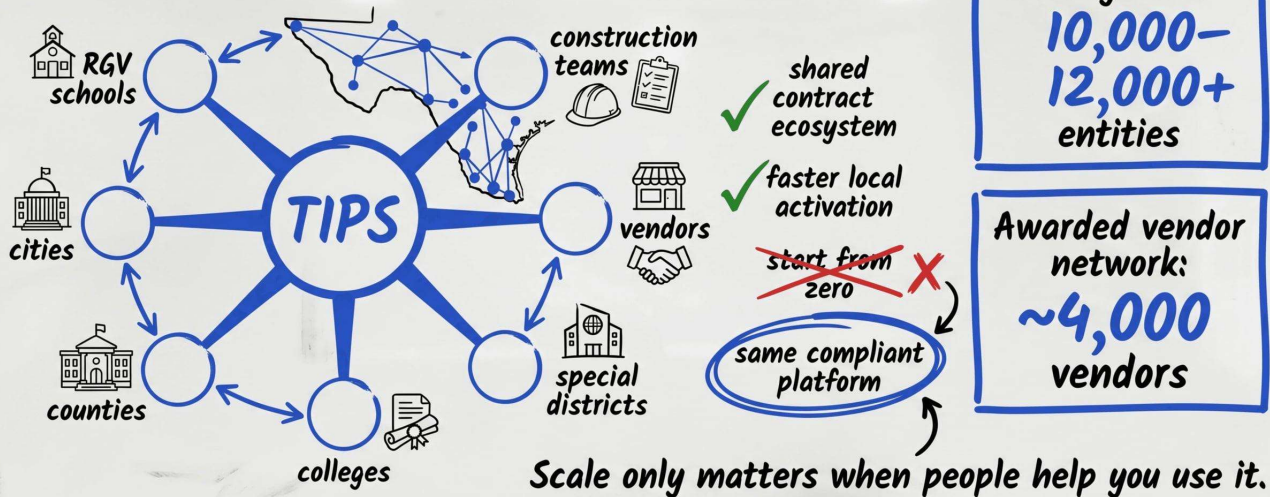 RGV
schools
cities
counties
colleges
TIPS
construction
teams
vendors
special
districts
shared
contract
ecosystem
faster local
activation
start from
zero
same compliant
platform
10,000–
12,000+
entities
Awarded vendor
network:
~4,000
vendors
Scale only matters when people help you use it.